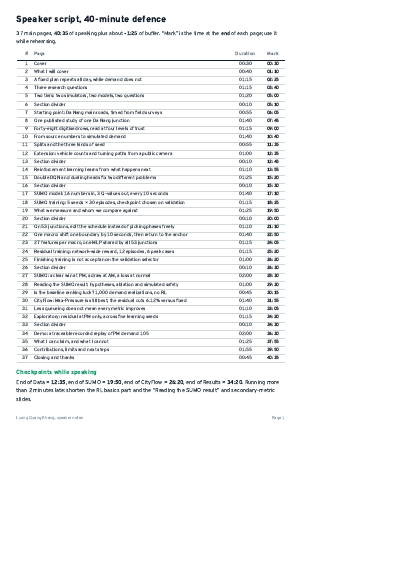 Speaker script, 40-minute defence
37 main pages, 40:35 of speaking plus about -1:25 of buffer. "Mark" is the time at the end of each page; use it
while rehearsing.
# Page Duration Mark
1 Cover 00:30 00:30
2 What I will cover 00:40 01:10
3 A fixed plan repeats all day, while demand does not 01:15 02:25
4 Three research questions 01:15 03:40
5 Two tiers: two simulators, two models, two questions 01:20 05:00
6 Section divider 00:10 05:10
7 Starting point: Da Nang main roads, timed from field surveys 00:55 06:05
8 One published study of one Da Nang junction 01:40 07:45
9 Forty-eight digitised rows, read at four levels of trust 01:15 09:00
10 From source numbers to simulated demand 01:40 10:40
11 Splits and the three kinds of seed 00:55 11:35
12 Extension: vehicle counts and turning paths from a public camera 01:00 12:35
13 Section divider 00:10 12:45
14 Reinforcement learning learns from what happens next 01:10 13:55
15 Double-DQN and dueling heads fix two different problems 01:25 15:20
16 Section divider 00:10 15:30
17 SUMO model: 16 numbers in, 3 Q-values out, every 10 seconds 01:40 17:10
18 SUMO training: 5 seeds × 30 episodes, checkpoint chosen on validation 01:15 18:25
19 What we measure and whom we compare against 01:25 19:50
20 Section divider 00:10 20:00
21 On 53 junctions, edit the schedule instead of picking phases freely 01:10 21:10
22 One macro: shift one boundary by 10 seconds, then return to the anchor 01:40 22:50
23 27 features per macro, one MLP shared by all 53 junctions 01:15 24:05
24 Residual training: network-wide reward, 12 episodes, 6 peak cases 01:15 25:20
25 Finishing training is not acceptance: the validation selector 01:00 26:20
26 Section divider 00:10 26:30
27 SUMO: a clear win at PM, a draw at AM, a loss at normal 02:00 28:30
28 Reading the SUMO result: hypotheses, ablation and simulated safety 01:00 29:30
29 Is the baseline ranking luck? 1,000 demand realizations, no RL 00:45 30:15
30 CityFlow: Max-Pressure is still best; the residual cuts 6.12% versus fixed 01:40 31:55
31 Less queueing does not mean every metric improves 01:10 33:05
32 Exploratory: residual at PM only, across five learning seeds 01:15 34:20
33 Section divider 00:10 34:30
34 Demo: a traceable recorded replay of PM demand 105 02:00 36:30
35 What I can claim, and what I cannot 01:25 37:55
36 Contributions, limits and next steps 01:55 39:50
37 Closing and thanks 00:45 40:35
Checkpoints while speaking
End of Data ≈ 12:35, end of SUMO ≈ 19:50, end of CityFlow ≈ 26:20, end of Results ≈ 34:20. Running more
than 2 minutes late: shorten the RL basics part and the "Reading the SUMO result" and secondary-metric
slides.
Luong Quang Khang, speaker notes Page 1